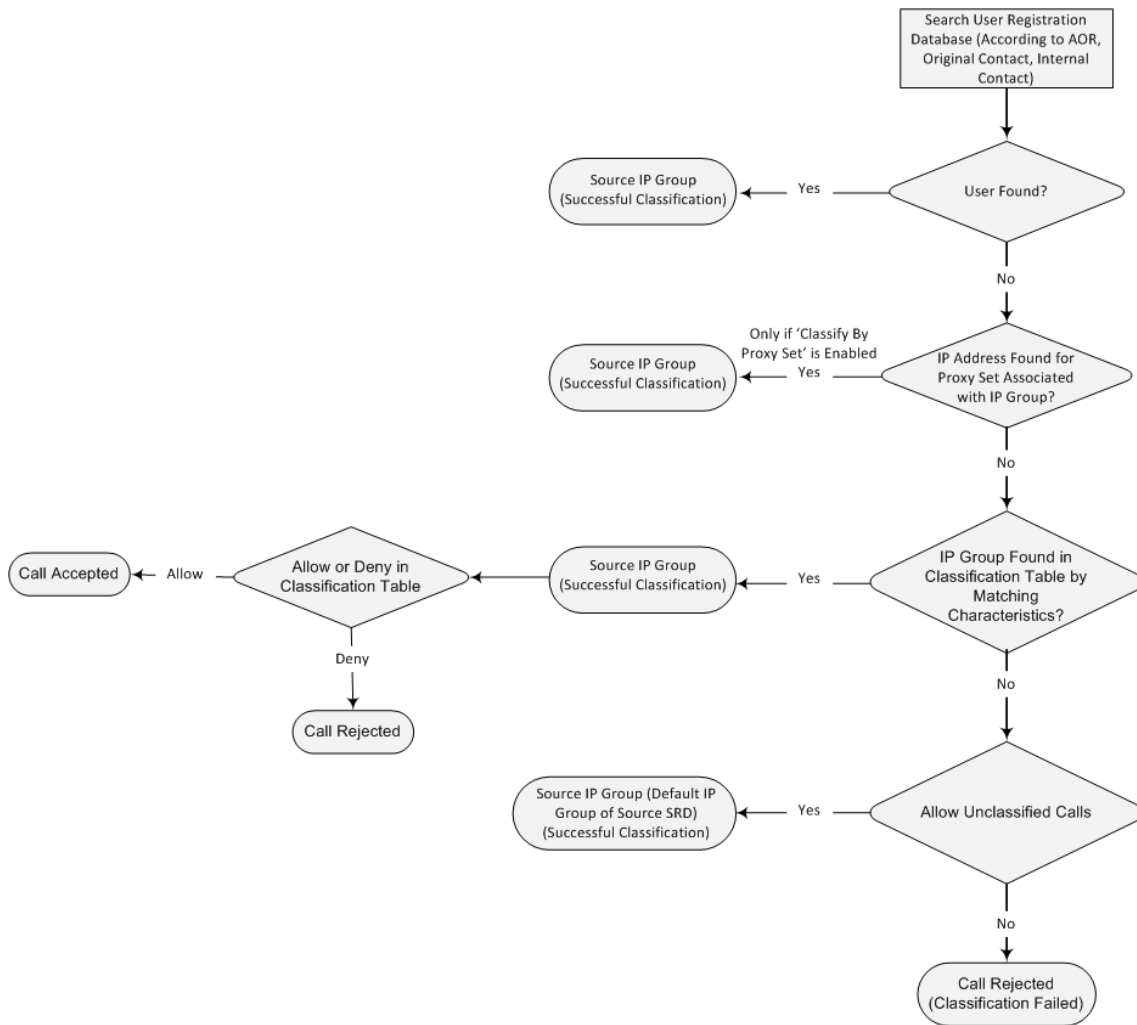 Search User Registration
Database (According to AOR,
Original Contact, Internal
Contact)
Source IP Group
(Successful Classification)
Yes
User Found?
No
Only if ‘Classify By
Proxy Set’ is Enabled
Source IP Group
(Successful Classification)
Yes
IP Address Found for
Proxy Set Associated
with IP Group?
No
Call Accepted
Allow
Allow or Deny in
Classification Table
Source IP Group
(Successful Classification)
Yes
IP Group Found in
Classification Table by
Matching
Characteristics?
Deny
No
Call Rejected
Source IP Group (Default IP
Group of Source SRD)
(Successful Classification)
Yes
Allow Unclassified Calls
No
Call Rejected
(Classification Failed)